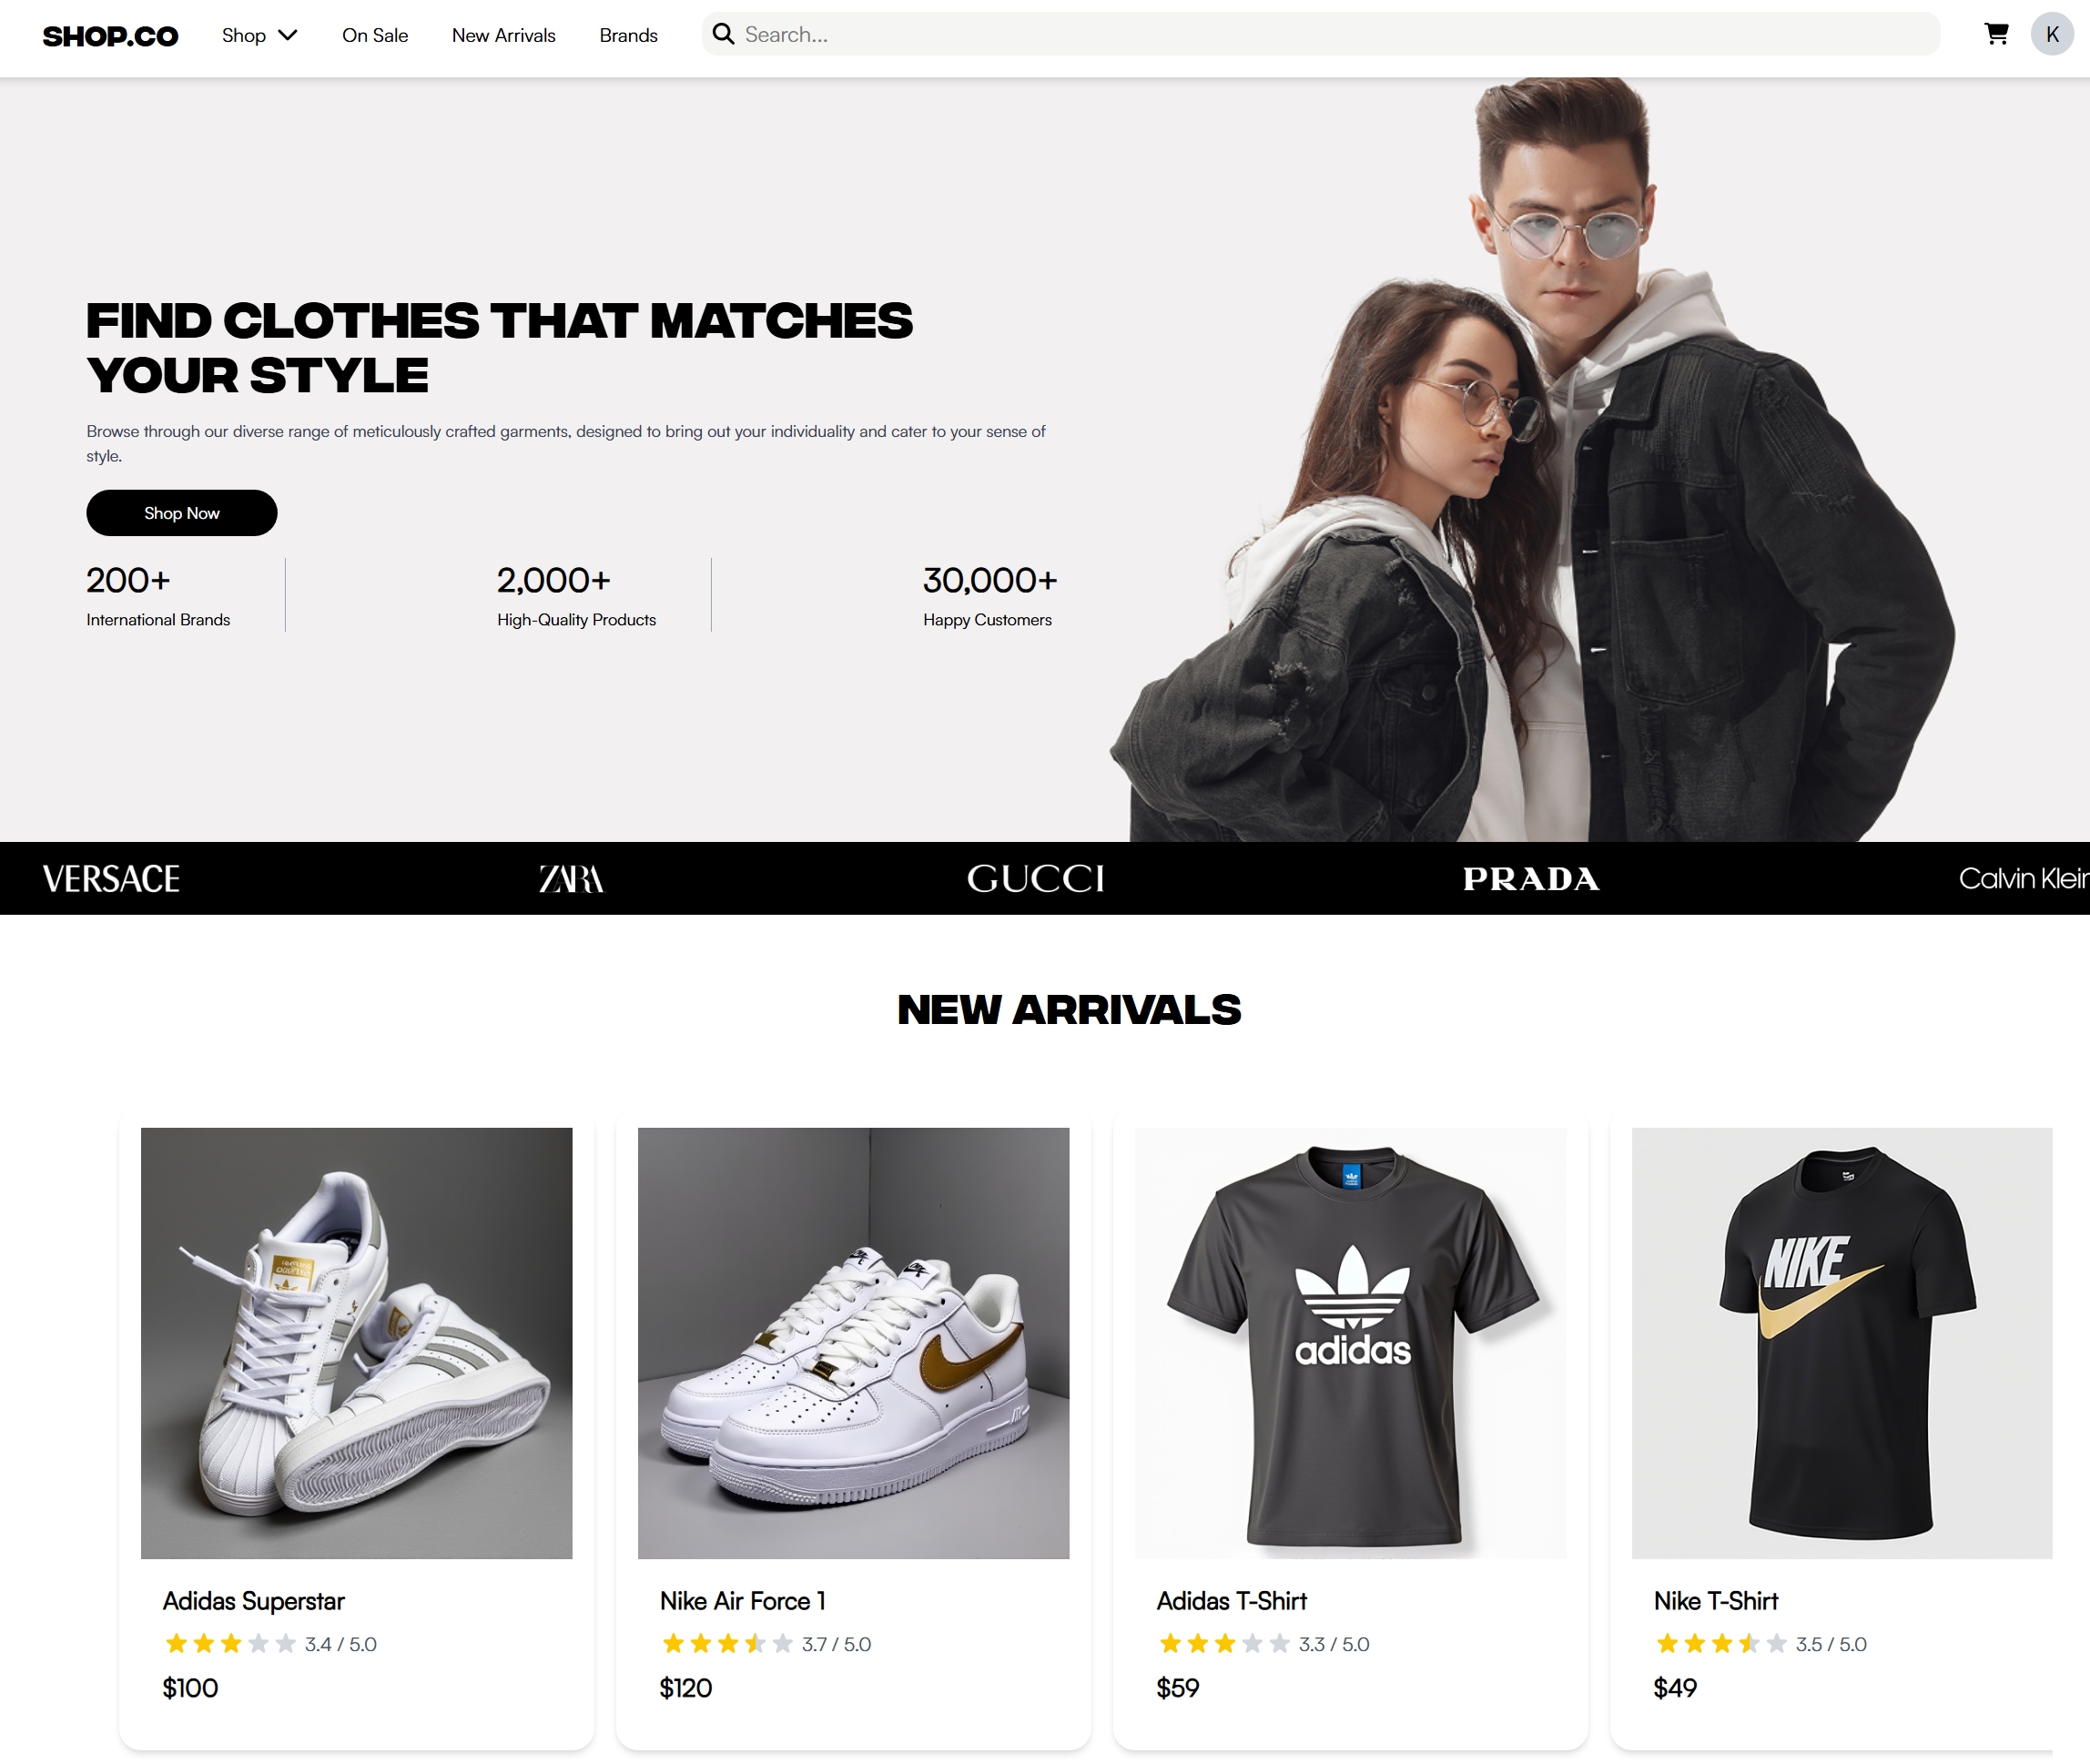 SHOP.CO Shop On Sale New Arrivals Brands Search... K
FIND CLOTHES THAT MATCHES
YOUR STYLE
Browse through our diverse range of meticulously crafted garments, designed to bring out your individuality and cater to your sense of
style.
Shop Now
200+ 2,000+ 30,000+
International Brands High-Quality Products Happy Customers
VERSACE ZARA GUCCI PRADA Calvin Klein
NEW ARRIVALS
adidas
NIKE
Adidas Superstar Nike Air Force 1 Adidas T-Shirt Nike T-Shirt
3.4 / 5.0 3.7 / 5.0 3.3 / 5.0 3.5 / 5.0
$100 $120 $59 $49